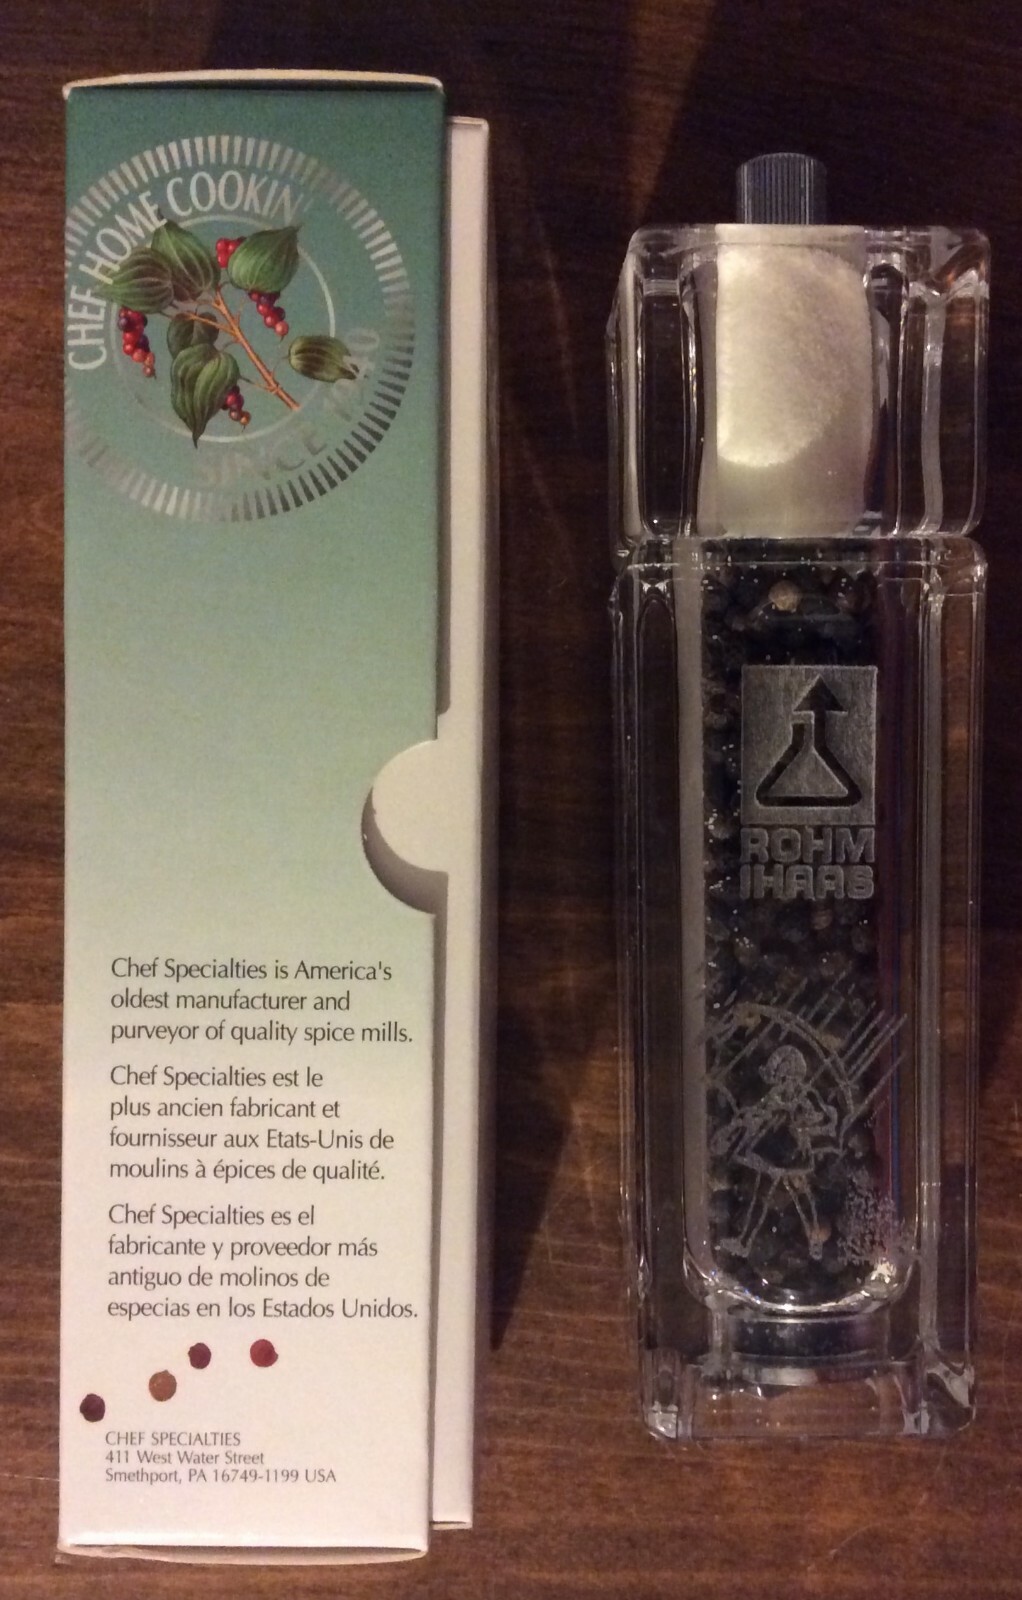 CHEF HOME COOKIN'
SINCE 1940
Chef Specialties is America's
oldest manufacturer and
purveyor of quality spice mills.
Chef Specialties est le
plus ancien fabricant et
fournisseur aux Etats-Unis de
moulins à épices de qualité.
Chef Specialties es el
fabricante y proveedor más
antiguo de molinos de
especias en los Estados Unidos.
CHEF SPECIALTIES
411 West Water Street
Smethport, PA 16749-1199 USA
ROHM
IHAAS